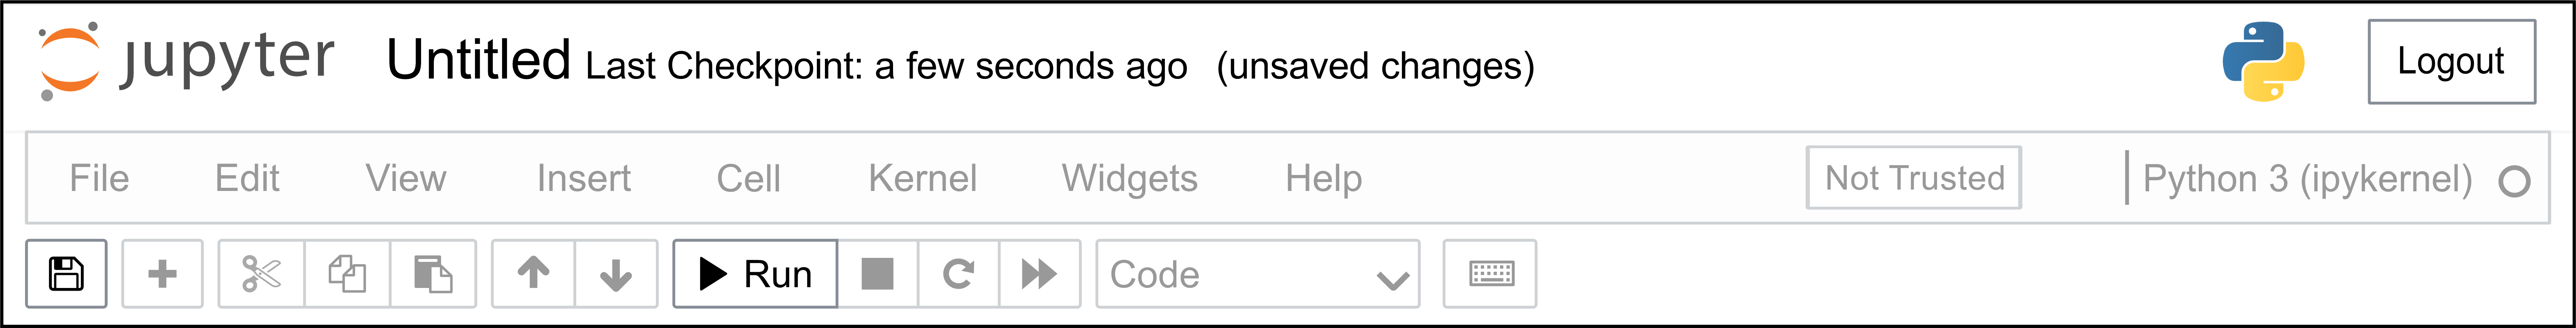 jupyter Untitled Last Checkpoint: a few seconds ago (unsaved changes) Logout
File Edit View Insert Cell Kernel Widgets Help Not Trusted Python 3 (ipykernel)
Run Code